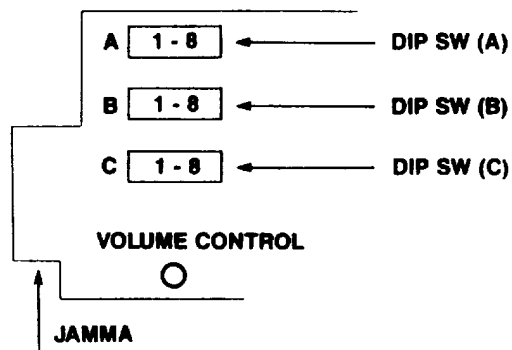 A 1 - 8 DIP SW (A)
B 1 - 8 DIP SW (B)
C 1 - 8 DIP SW (C)
VOLUME CONTROL
JAMMA